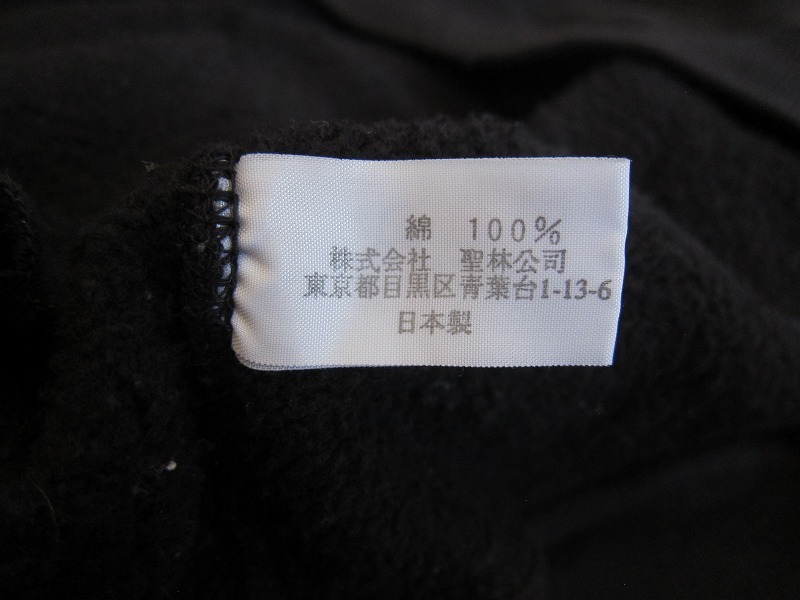 綿 100%
株式会社 聖林公司
東京都目黒区青葉台1-13-6
日本製